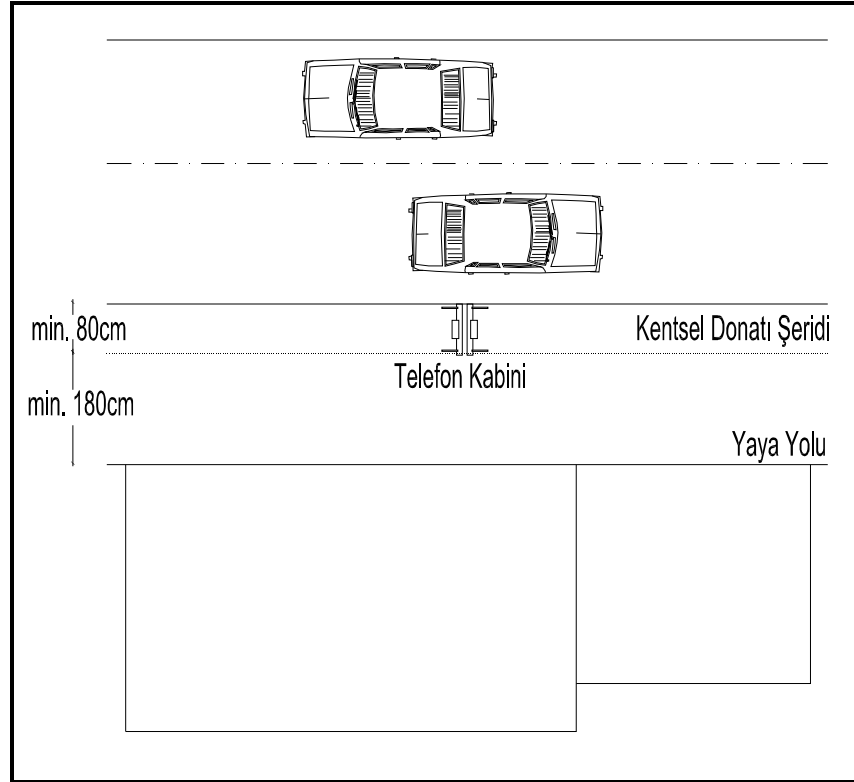 min. 80cm
Kentsel Donatı Şeridi
Telefon Kabini
min. 180cm
Yaya Yolu